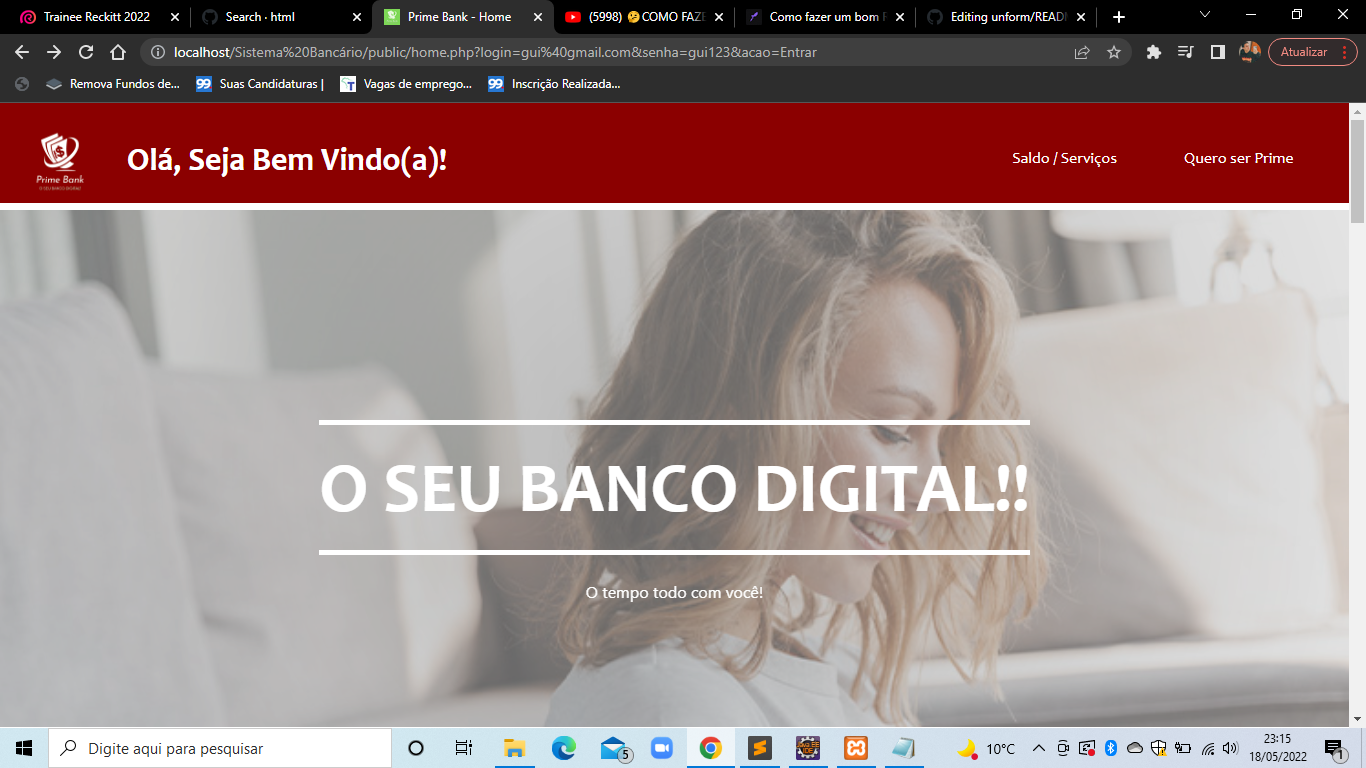 Trainee Reckitt 2022
Search · html
Prime Bank - Home
(5998) 🤔COMO FAZE
Como fazer um bom
Editing unform/READ
localhost/Sistema%20Bancário/public/home.php?login=gui%40gmail.com&senha=gui123&acao=Entrar
Atualizar
Remova Fundos de...
Suas Candidaturas |
Vagas de emprego...
Inscrição Realizada...
Prime Bank
Olá, Seja Bem Vindo(a)!
Saldo / Serviços
Quero ser Prime
O SEU BANCO DIGITAL!!
O tempo todo com você!
Digite aqui para pesquisar
5
10°C
23:15
18/05/2022
1